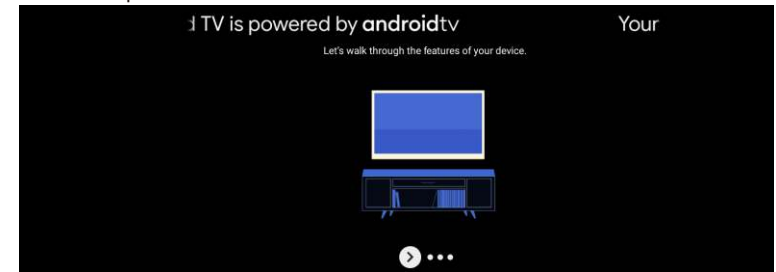 TV is powered by androidtv Your
Let's walk through the features of your device.